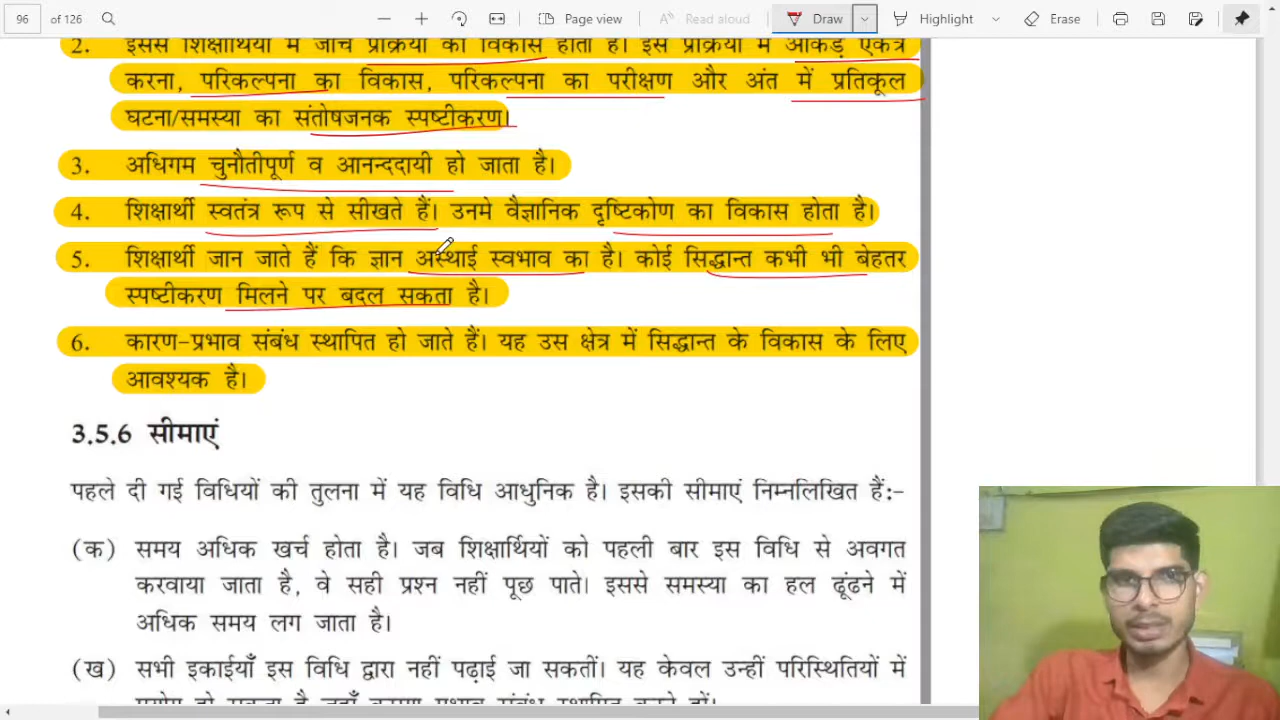 96 of 126 Page view Read aloud Draw Highlight Erase
2. इससे शिक्षार्थियों में जाँच प्राक्रिया का विकास होता है। इस प्राक्रिया में आंकड़े एकत्र
करना, परिकल्पना का विकास, परिकल्पना का परीक्षण और अंत में प्रतिकूल
घटना/समस्या का संतोषजनक स्पष्टीकरण।
3. अधिगम चुनौतीपूर्ण व आनन्ददायी हो जाता है।
4. शिक्षार्थी स्वतंत्र रूप से सीखते हैं। उनमे वैज्ञानिक दृष्टिकोण का विकास होता है।
5. शिक्षार्थी जान जाते हैं कि ज्ञान अस्थाई स्वभाव का है। कोई सिद्धान्त कभी भी बेहतर
स्पष्टीकरण मिलने पर बदल सकता है।
6. कारण-प्रभाव संबंध स्थापित हो जाते हैं। यह उस क्षेत्र में सिद्धान्त के विकास के लिए
आवश्यक है।
3.5.6 सीमाएं
पहले दी गई विधियों की तुलना में यह विधि आधुनिक है। इसकी सीमाएं निम्नलिखित हैं:-
(क) समय अधिक खर्च होता है। जब शिक्षार्थियों को पहली बार इस विधि से अवगत
करवाया जाता है, वे सही प्रश्न नहीं पूछ पाते। इससे समस्या का हल ढूंढने में
अधिक समय लग जाता है।
(ख) सभी इकाईयाँ इस विधि द्वारा नहीं पढ़ाई जा सकतीं। यह केवल उन्हीं परिस्थितियों में